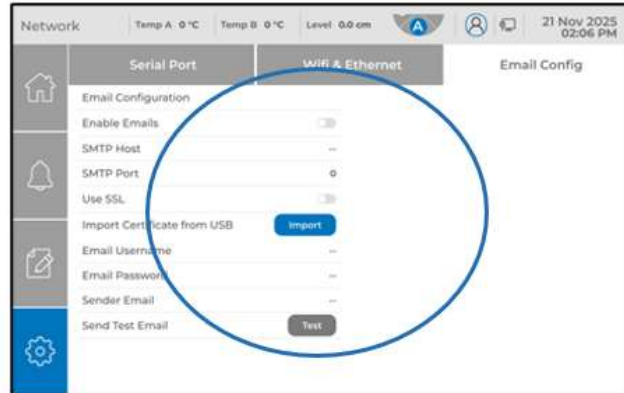 Network Temp A 0 °C Temp B 0 °C Level 0.0 cm A 21 Nov 2025
02:06 PM
Serial Port Wifi & Ethernet Email Config
Email Configuration
Enable Emails
SMTP Host --
SMTP Port 0
Use SSL
Import Certificate from USB Import
Email Username --
Email Password --
Sender Email --
Send Test Email Test